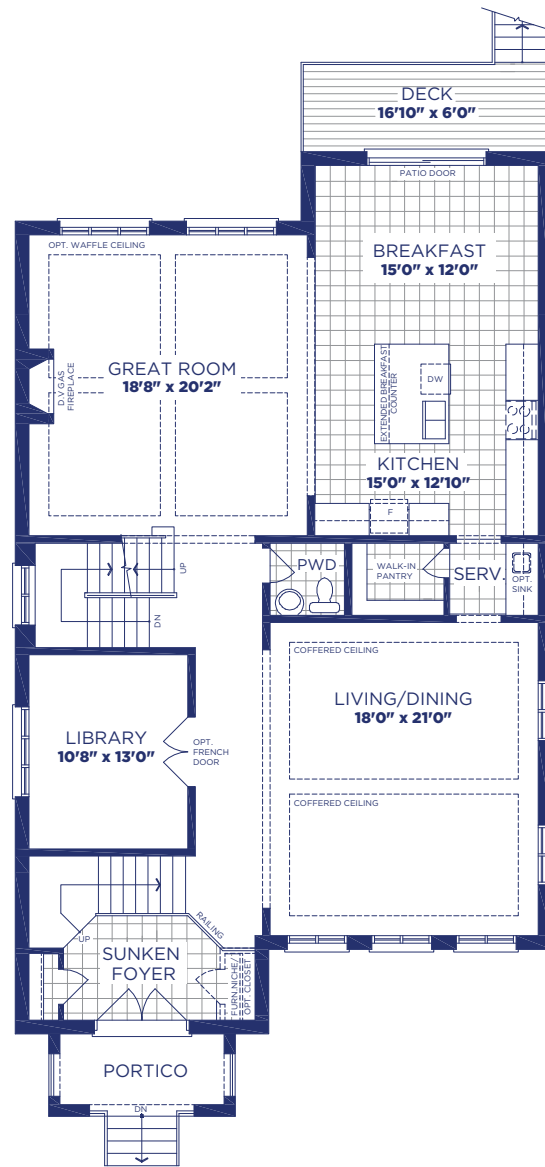 DECK
16'10" x 6'0"
PATIO DOOR
OPT. WAFFLE CEILING
BREAKFAST
15'0" x 12'0"
GREAT ROOM
18'8" x 20'2"
D.V GAS
FIREPLACE
EXTENDED BREAKFAST
COUNTER
DW
KITCHEN
15'0" x 12'10"
F
UP
DN
PWD
WALK-IN
PANTRY
SERV.
OPT.
SINK
COFFERED CEILING
LIVING/DINING
18'0" x 21'0"
LIBRARY
10'8" x 13'0"
OPT.
FRENCH
DOOR
COFFERED CEILING
RAILING
UP
SUNKEN
FOYER
FURN.NICHE/
OPT. CLOSET
PORTICO
DN